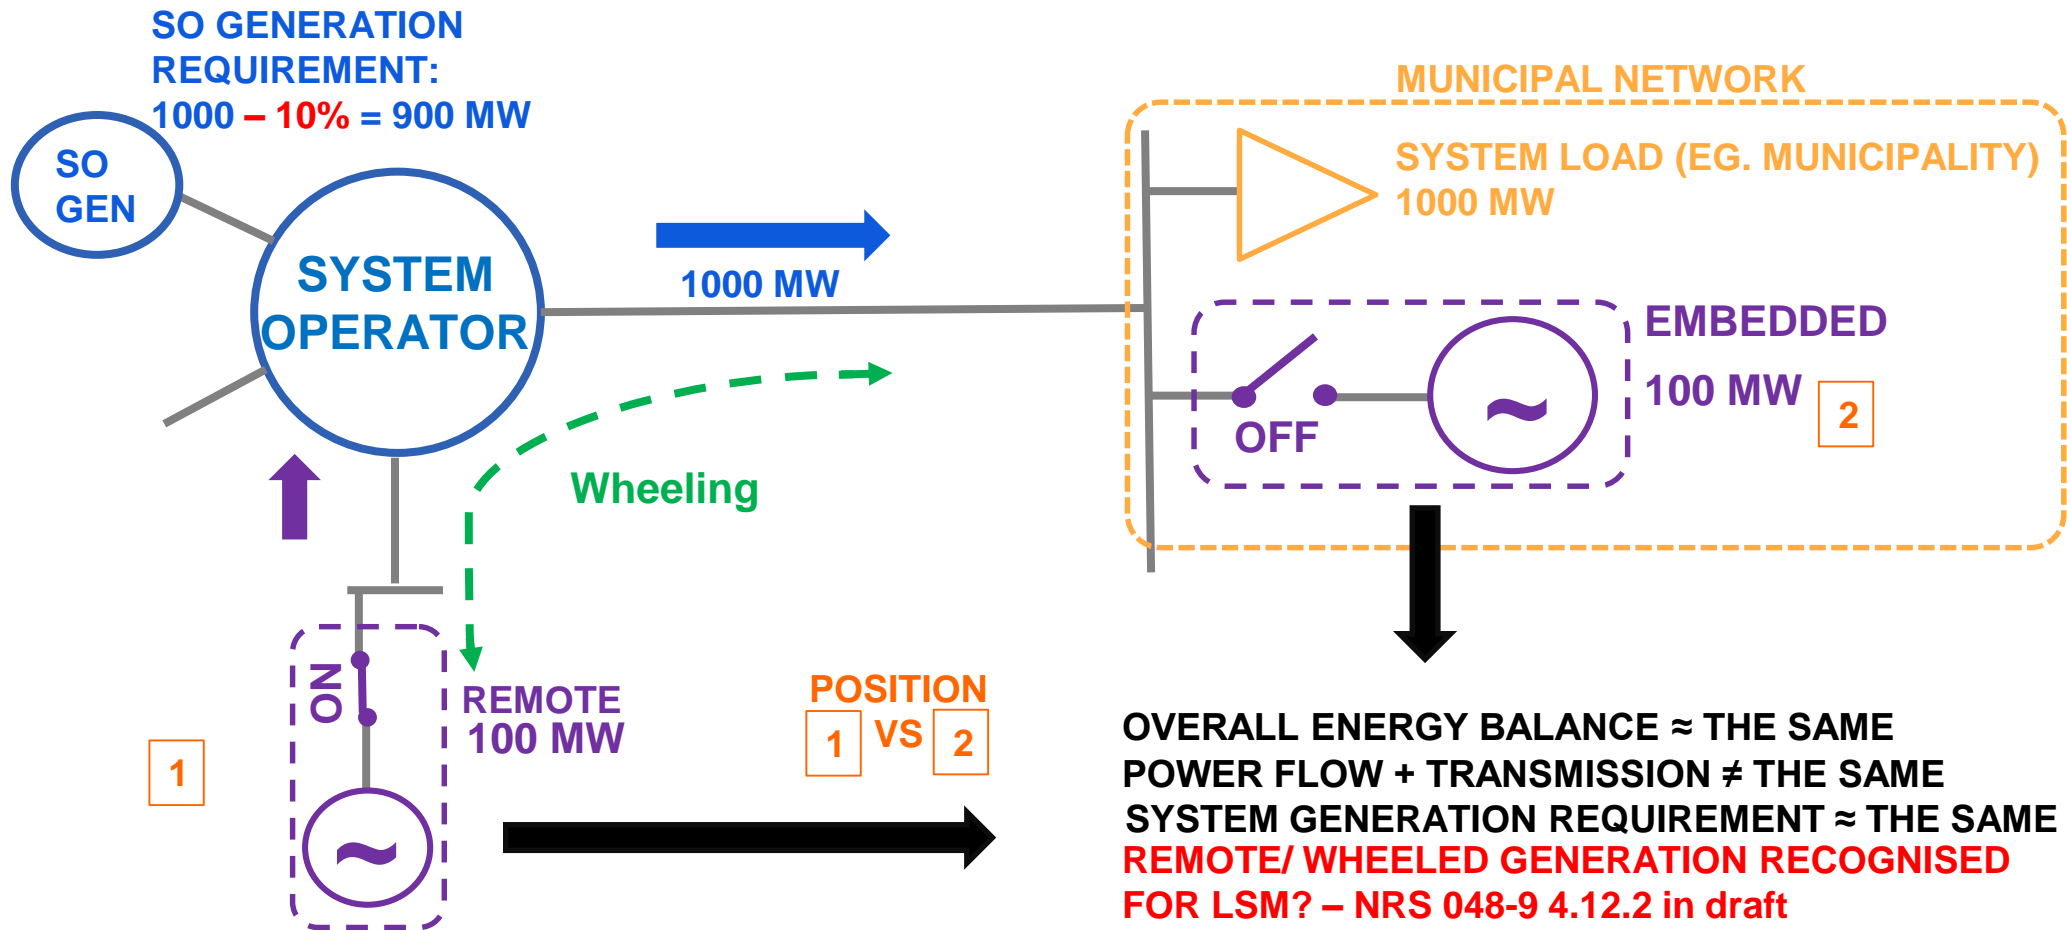 SO GENERATION
REQUIREMENT:
1000 – 10% = 900 MW
SO
GEN
SYSTEM
OPERATOR
1000 MW
MUNICIPAL NETWORK
SYSTEM LOAD (EG. MUNICIPALITY)
1000 MW
EMBEDDED
100 MW
2
OFF
~
Wheeling
ON
REMOTE
100 MW
1
~
POSITION
1 VS 2
OVERALL ENERGY BALANCE ≈ THE SAME
POWER FLOW + TRANSMISSION ≠ THE SAME
SYSTEM GENERATION REQUIREMENT ≈ THE SAME
REMOTE/ WHEELED GENERATION RECOGNISED
FOR LSM? – NRS 048-9 4.12.2 in draft